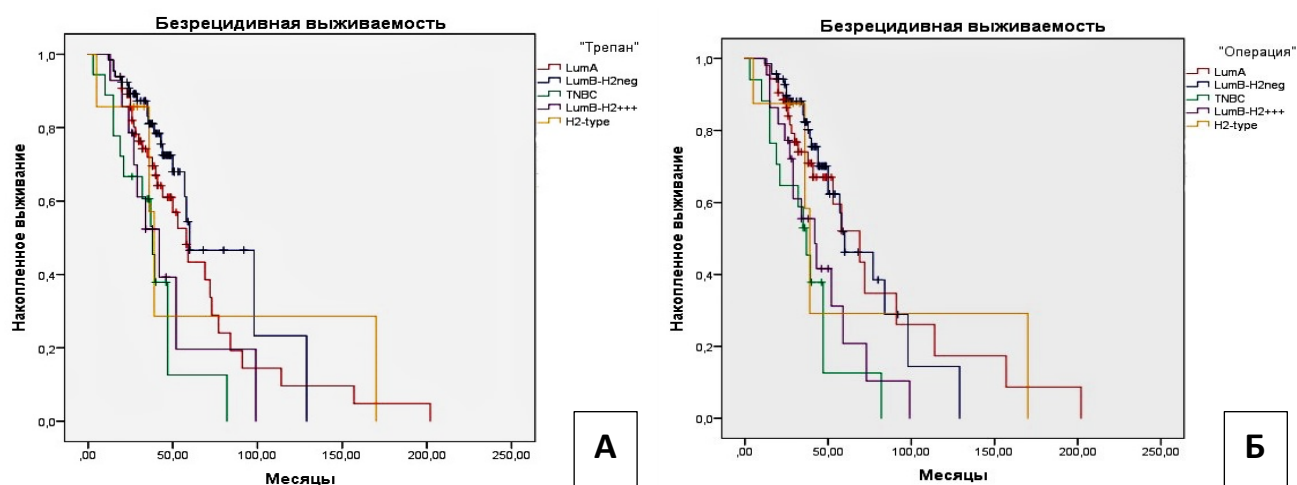 Безрецидивная выживаемость
"Трепан"
LumA
LumB-H2neg
TNBC
LumB-H2+++
H2-type
Накопленное выживание
1,0
0,8
0,6
0,4
0,2
0,0
,00
50,00
100,00
150,00
200,00
250,00
Месяцы
А
Безрецидивная выживаемость
"Операция"
LumA
LumB-H2neg
TNBC
LumB-H2+++
H2-type
Накопленное выживание
1,0
0,8
0,6
0,4
0,2
0,0
,00
50,00
100,00
150,00
200,00
250,00
Месяцы
Б